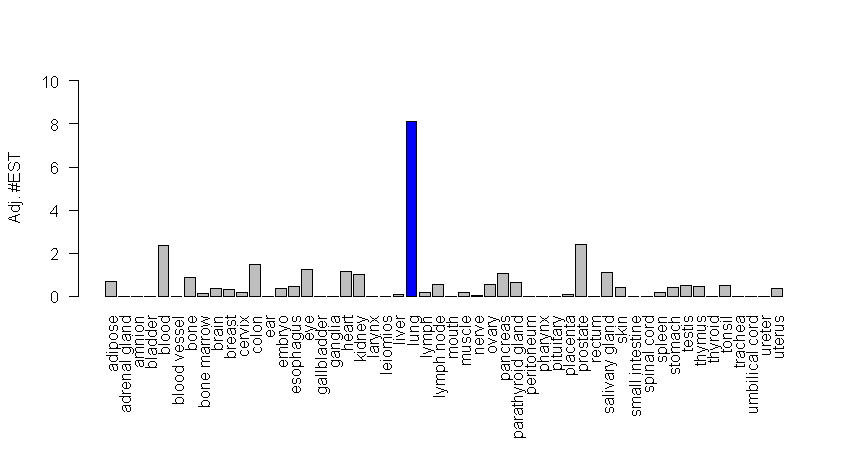 10
8
6
4
2
0
Adj. #EST
adipose
adrenal gland
amnion
bladder
blood
blood vessel
bone
bone marrow
brain
breast
cervix
colon
ear
embryo
esophagus
eye
gallbladder
ganglia
heart
kidney
larynx
leiomios
liver
lung
lymph
lymph node
mouth
muscle
nerve
ovary
pancreas
parathyroid gland
peritoneum
pharynx
pituitary
placenta
prostate
rectum
salivary gland
skin
small intestine
spinal cord
spleen
stomach
testis
thymus
thyroid
tonsil
trachea
umbilical cord
ureter
uterus